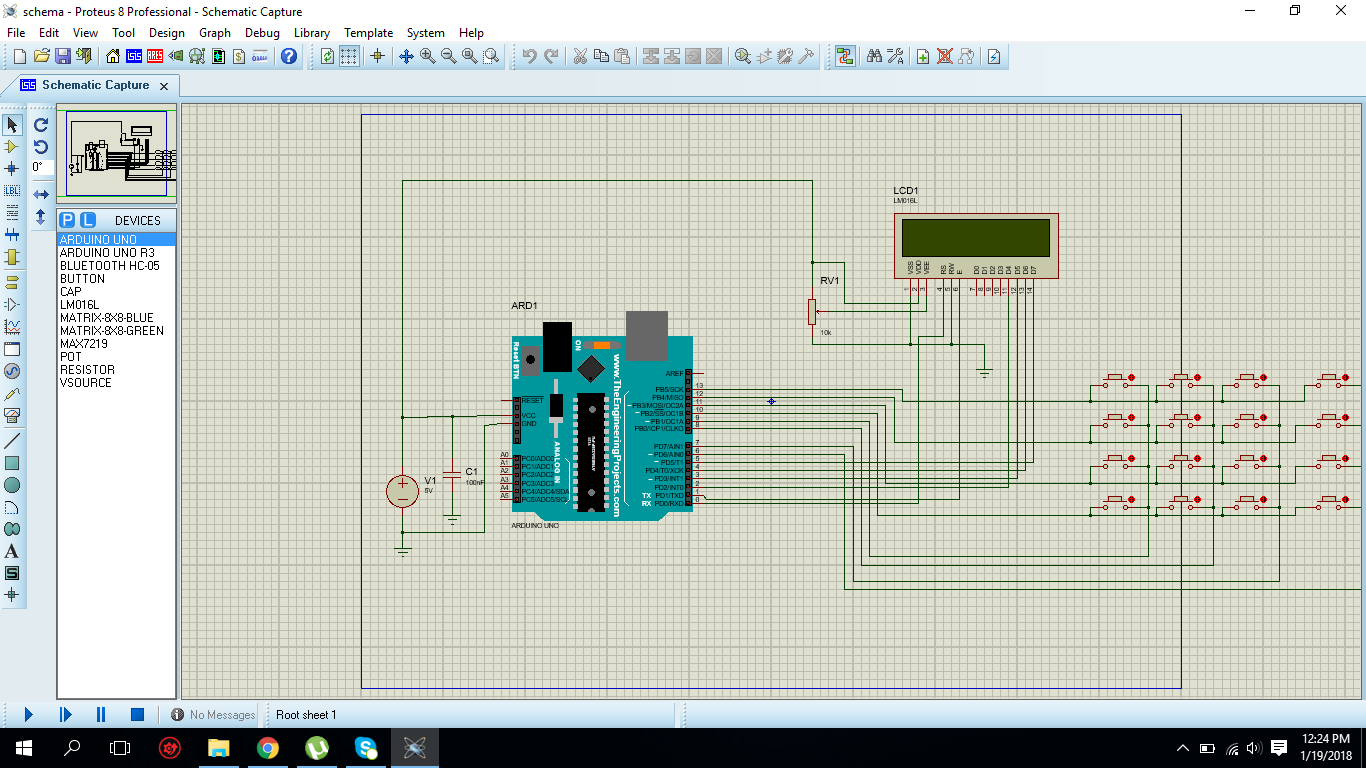 schema - Proteus 8 Professional - Schematic Capture
File Edit View Tool Design Graph Debug Library Template System Help
Schematic Capture
0°
LBL
P L DEVICES
ARDUINO UNO
ARDUINO UNO R3
BLUETOOTH HC-05
BUTTON
CAP
LM016L
MATRIX-8X8-BLUE
MATRIX-8X8-GREEN
MAX7219
POT
RESISTOR
VSOURCE
A
S
LCD1
LM016L
VSS VDD VEE RS RW E D0 D1 D2 D3 D4 D5 D6 D7
1 2 3 4 5 6 7 8 9 10 11 12 13 14
RV1
10k
ARD1
Reset BTN
ON
www.TheEngineeringProjects.com
ANALOG IN
RESET
VCC
GND
A0 PC0/ADC0
A1 PC1/ADC1
A2 PC2/ADC2
A3 PC3/ADC3
A4 PC4/ADC4/SDA
A5 PC5/ADC5/SCL
AREF
PB5/SCK 13
PB4/MISO 12
PB3/MOSI/OC2A 11
PB2/SS/OC1B 10
PB1/OC1A 9
PB0/ICP1/CLKO 8
PD7/AIN1 7
PD6/AIN0 6
PD5/T1 5
PD4/T0/XCK 4
PD3/INT1 3
PD2/INT0 2
TX PD1/TXD 1
RX PD0/RXD 0
ARDUINO UNO
C1
100nF
V1
5V
No Messages
Root sheet 1
12:24 PM
1/19/2018